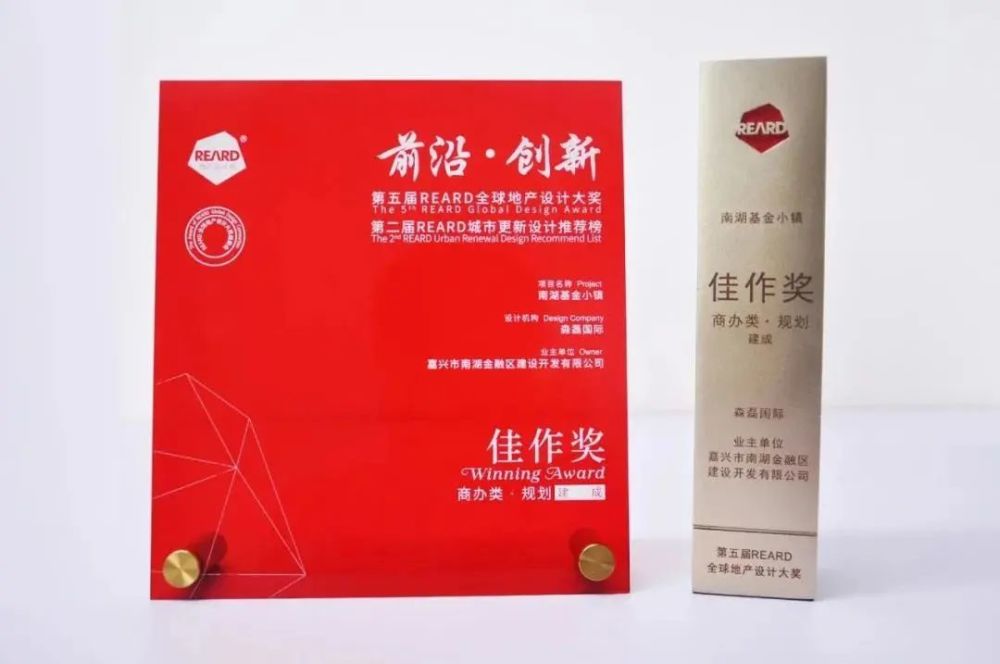 REARD®
前沿·创新
第五届REARD全球地产设计大奖
The 5th REARD Global Design Award
第二届REARD城市更新设计推荐榜
The 2nd REARD Urban Renewal Design Recommend List
项目名称 Project
南湖基金小镇
设计机构 Design Company
森磊国际
业主单位 Owner
嘉兴市南湖金融区建设开发有限公司
佳作奖
Winning Award
商办类·规划 建 成
REARD
南湖基金小镇
佳作奖
商办类·规划
建成
森磊国际
业主单位
嘉兴市南湖金融区
建设开发有限公司
第五届REARD
全球地产设计大奖